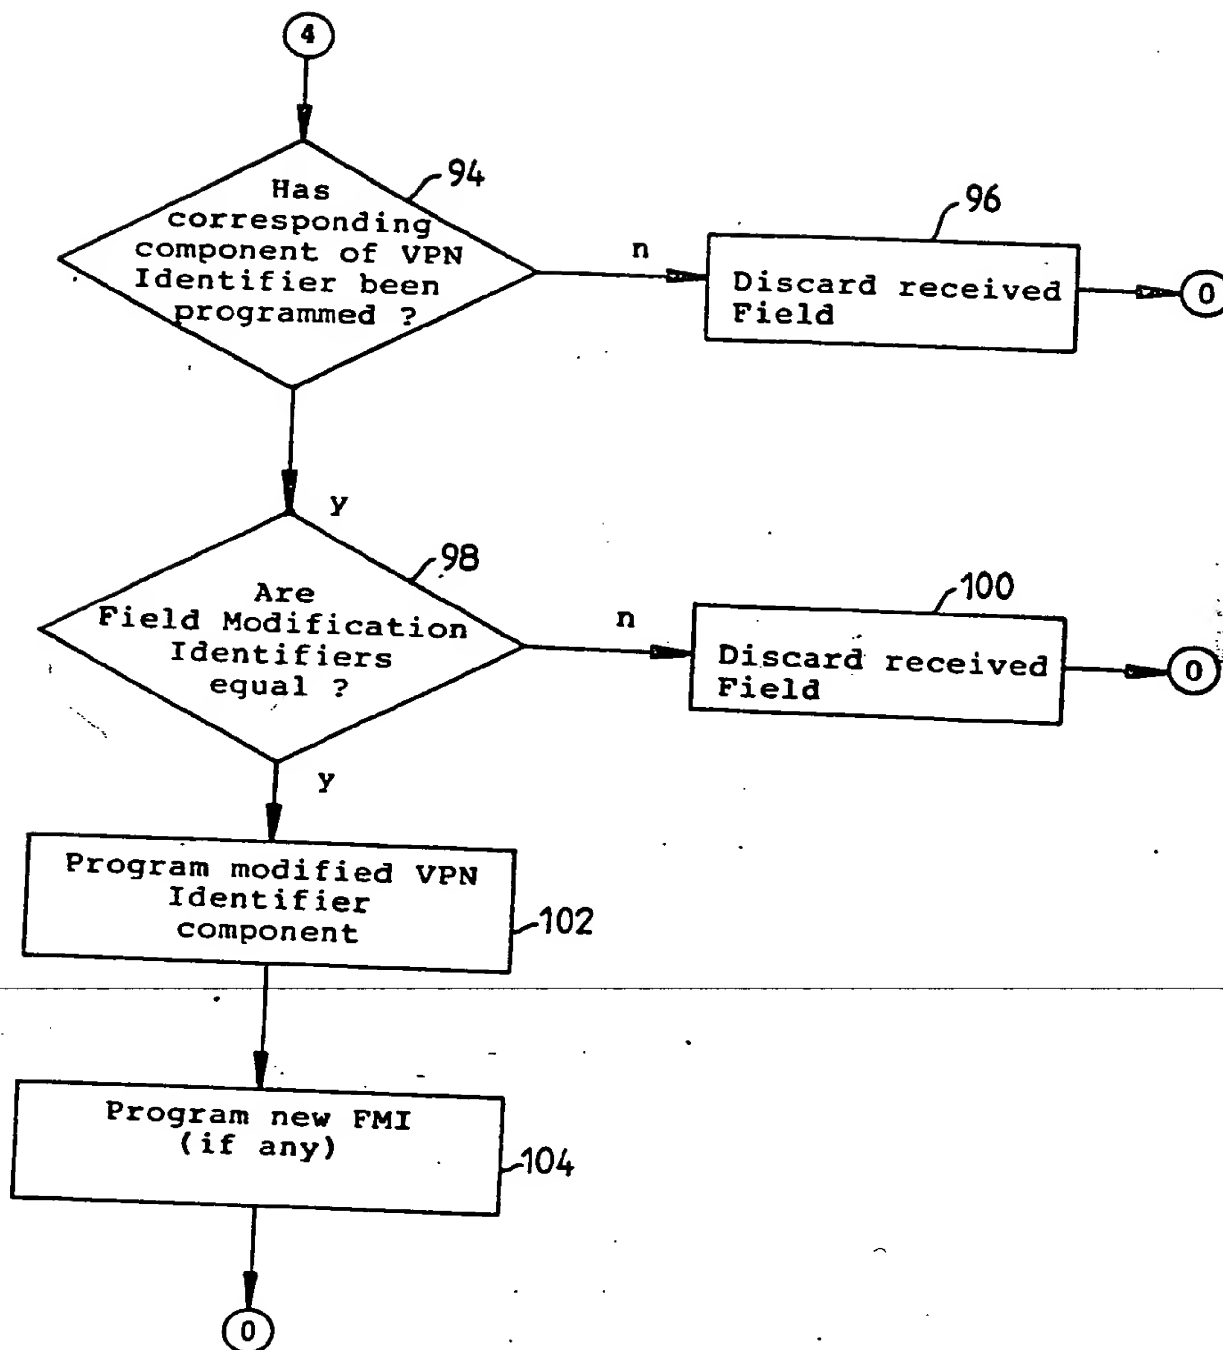 4
94
Has
corresponding
component of VPN
Identifier been
programmed ?
n
96
Discard received
Field
0
y
98
Are
Field Modification
Identifiers
equal ?
n
100
Discard received
Field
0
y
Program modified VPN
Identifier
component
102
Program new FMI
(if any)
104
0